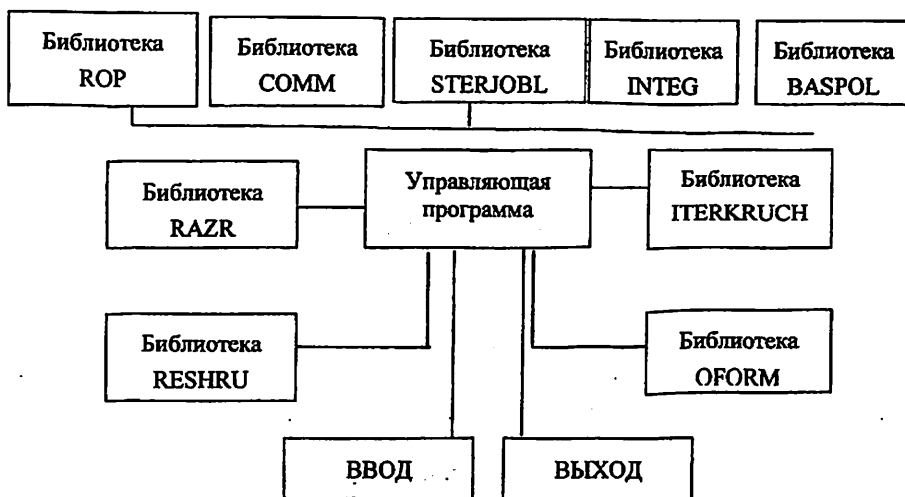 Библиотека
ROP
Библиотека
COMM
Библиотека
STERJOBL
Библиотека
INTEG
Библиотека
BASPOL
Библиотека
RAZR
Управляющая
программа
Библиотека
ITERKRUCH
Библиотека
RESHRU
Библиотека
OFORM
ВВОД
ВЫХОД